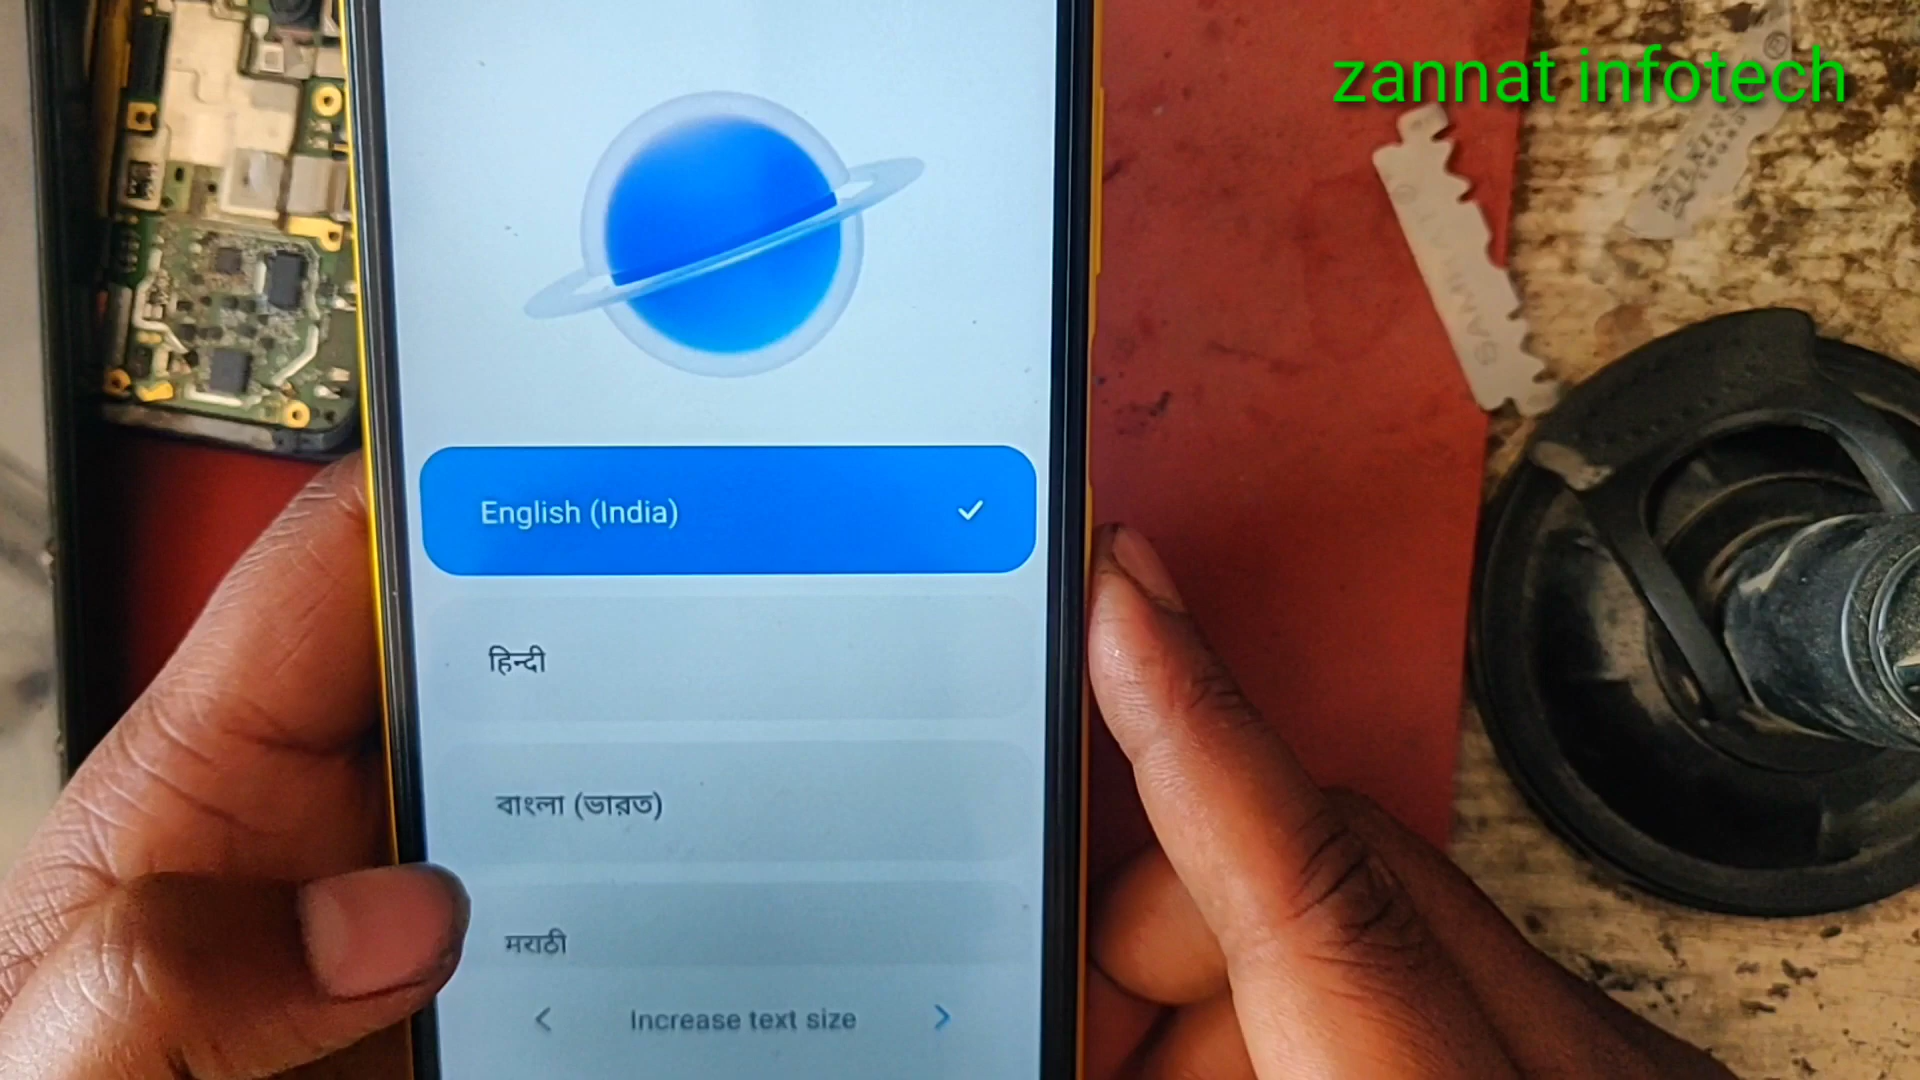 zannat infotech
English (India)
हिन्दी
বাংলা (ভারত)
मराठी
Increase text size